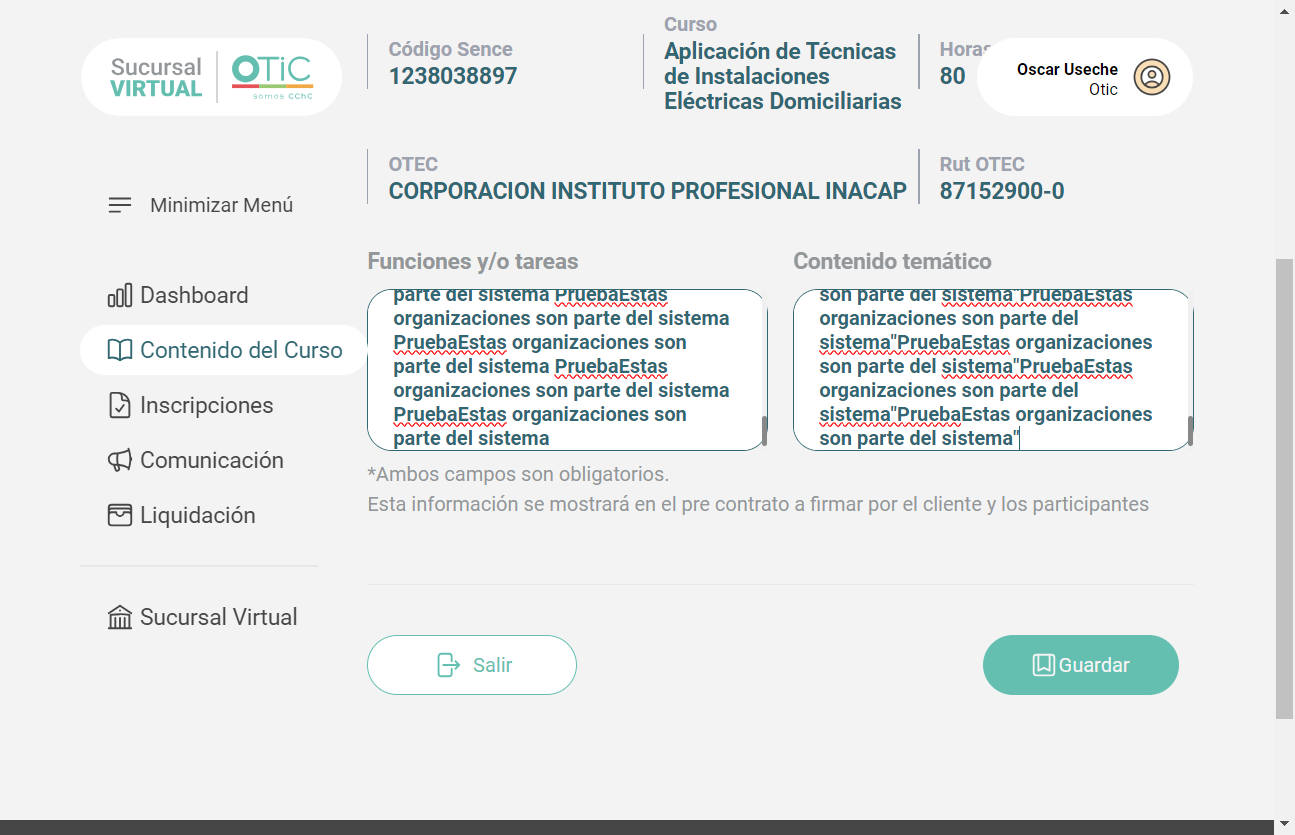 Sucursal
VIRTUAL
OTiC
somos CChC
Código Sence
1238038897
Curso
Aplicación de Técnicas
de Instalaciones
Eléctricas Domiciliarias
Horas
80
Oscar Useche
Otic
OTEC
CORPORACION INSTITUTO PROFESIONAL INACAP
Rut OTEC
87152900-0
Minimizar Menú
Dashboard
Contenido del Curso
Inscripciones
Comunicación
Liquidación
Sucursal Virtual
Funciones y/o tareas
parte del sistema PruebaEstas
organizaciones son parte del sistema
PruebaEstas organizaciones son
parte del sistema PruebaEstas
organizaciones son parte del sistema
PruebaEstas organizaciones son
parte del sistema
Contenido temático
son parte del sistema"PruebaEstas
organizaciones son parte del
sistema"PruebaEstas organizaciones
son parte del sistema"PruebaEstas
organizaciones son parte del
sistema"PruebaEstas organizaciones
son parte del sistema"
*Ambos campos son obligatorios.
Esta información se mostrará en el pre contrato a firmar por el cliente y los participantes
Salir
Guardar